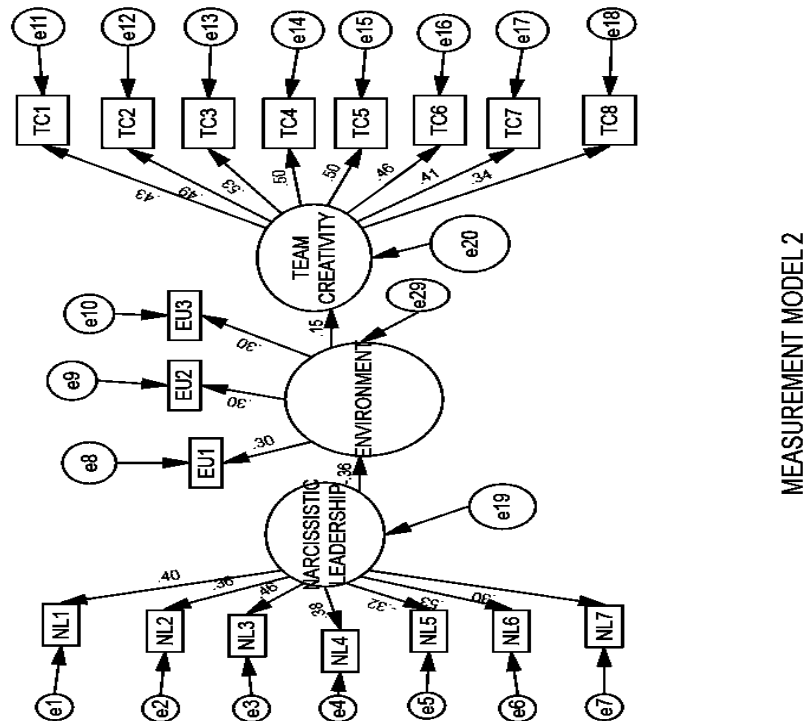 e7
e6
e5
e4
e3
e2
e1
NL7
NL6
NL5
NL4
NL3
NL2
NL1
.30
.53
.32
.38
.46
.36
.40
NARCISSISTIC
LEADERSHIP
e19
-.36
EU1
e8
.30
ENVIRONMENT
e29
.30
EU2
e9
.30
EU3
e10
.15
TEAM
CREATIVITY
e20
.34
.41
.46
.50
.50
.53
.49
.43
TC8
TC7
TC6
TC5
TC4
TC3
TC2
TC1
e18
e17
e16
e15
e14
e13
e12
e11
MEASUREMENT MODEL 2